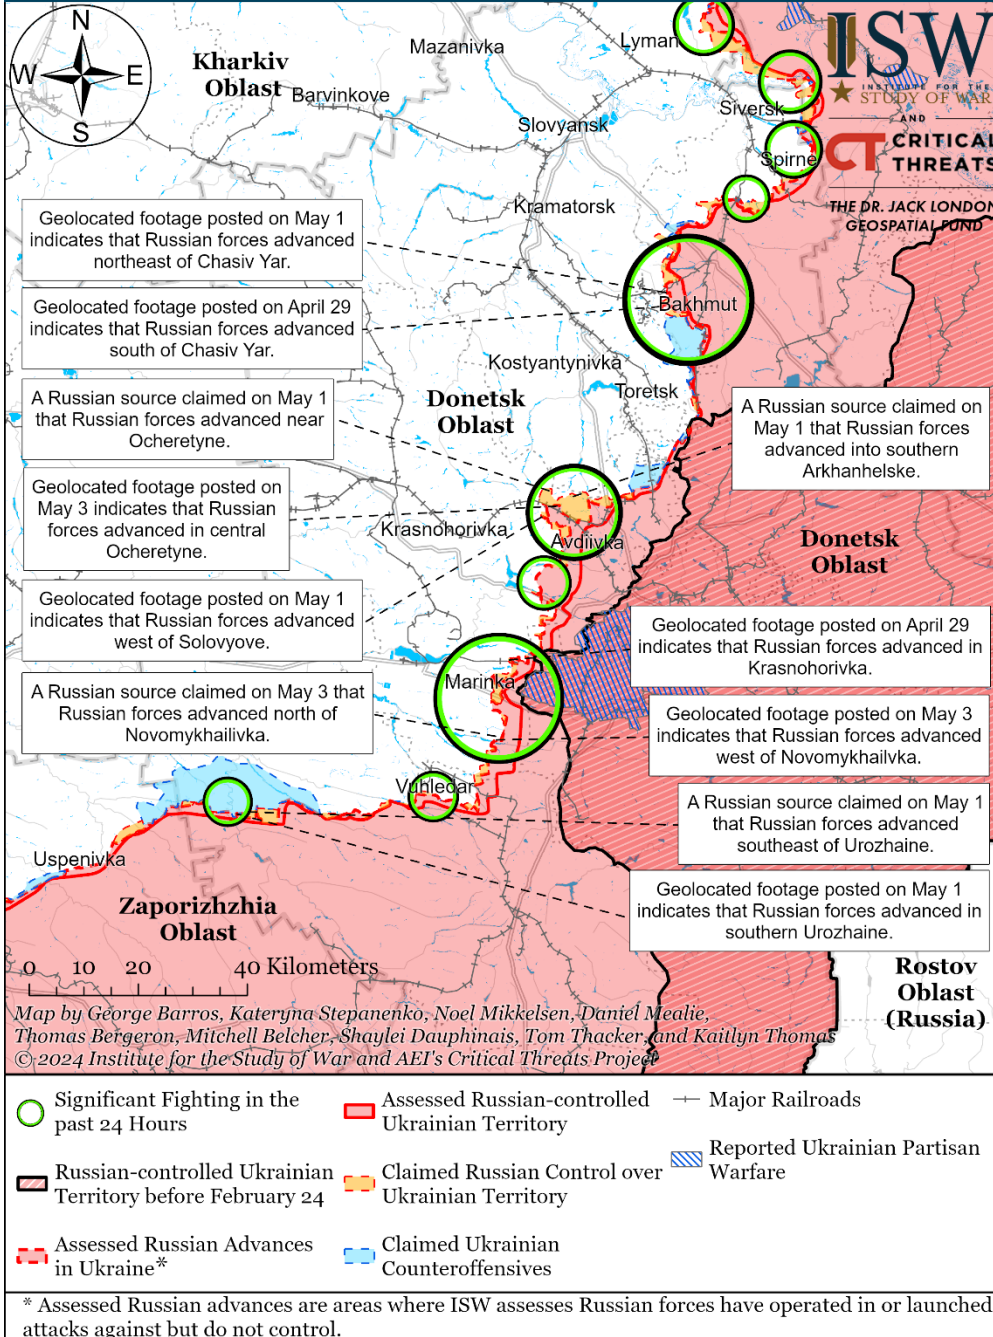 N
W
E
S
Kharkiv
Oblast
Mazanivka
Lyman
Barvinkove
Slovyansk
Siversk
Spirne
Kramatorsk
ISW
INSTITUTE FOR THE
STUDY OF WAR
AND
CT CRITICAL
THREATS
THE DR. JACK LONDON
GEOSPATIAL FUND
Geolocated footage posted on May 1
indicates that Russian forces advanced
northeast of Chasiv Yar.
Geolocated footage posted on April 29
indicates that Russian forces advanced
south of Chasiv Yar.
Bakhmut
Kostyantynivka
Toretsk
Donetsk
Oblast
A Russian source claimed on May 1
that Russian forces advanced near
Ocheretyne.
A Russian source claimed on
May 1 that Russian forces
advanced into southern
Arkhanhelske.
Geolocated footage posted on
May 3 indicates that Russian
forces advanced in central
Ocheretyne.
Krasnohorivka
Avdiivka
Donetsk
Oblast
Geolocated footage posted on May 1
indicates that Russian forces advanced
west of Solovyove.
Geolocated footage posted on April 29
indicates that Russian forces advanced in
Krasnohorivka.
Marinka
A Russian source claimed on May 3 that
Russian forces advanced north of
Novomykhailivka.
Geolocated footage posted on May 3
indicates that Russian forces advanced
west of Novomykhailvka.
Vuhledar
A Russian source claimed on May 1
that Russian forces advanced
southeast of Urozhaine.
Uspenivka
Geolocated footage posted on May 1
indicates that Russian forces advanced in
southern Urozhaine.
Zaporizhzhia
Oblast
Rostov
Oblast
(Russia)
0 10 20 40 Kilometers
Map by George Barros, Kateryna Stepanenko, Noel Mikkelsen, Daniel Mealie,
Thomas Bergeron, Mitchell Belcher, Shaylei Dauphinais, Tom Thacker, and Kaitlyn Thomas
© 2024 Institute for the Study of War and AEI's Critical Threats Project
Significant Fighting in the
past 24 Hours
Russian-controlled Ukrainian
Territory before February 24
Assessed Russian Advances
in Ukraine*
Assessed Russian-controlled
Ukrainian Territory
Claimed Russian Control over
Ukrainian Territory
Claimed Ukrainian
Counteroffensives
Major Railroads
Reported Ukrainian Partisan
Warfare
* Assessed Russian advances are areas where ISW assesses Russian forces have operated in or launched
attacks against but do not control.